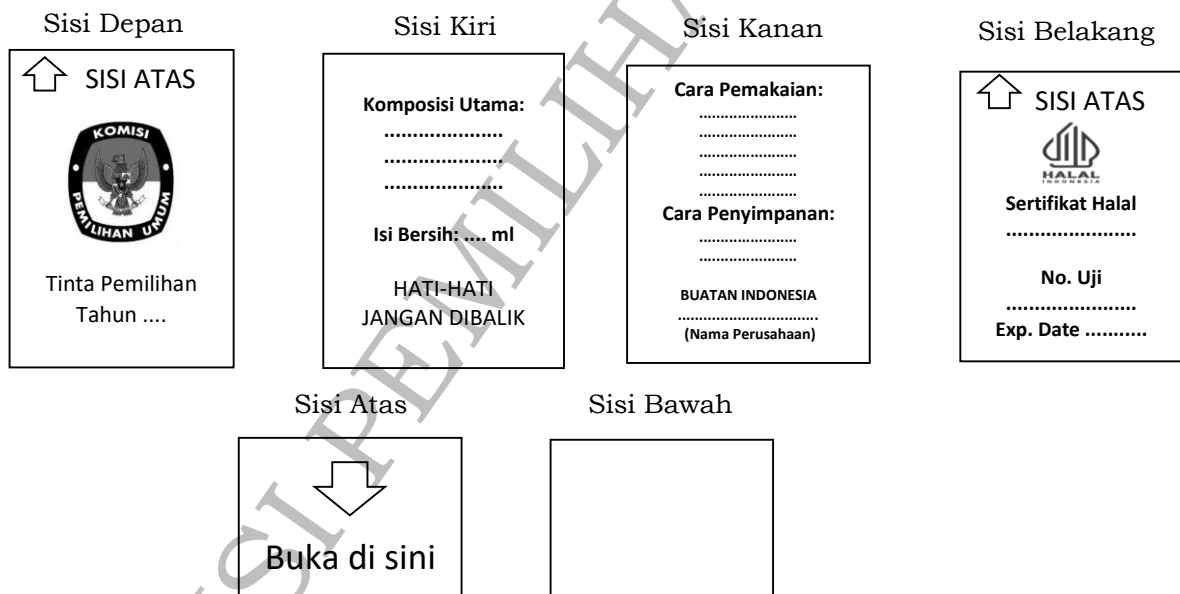 Sisi Depan
SISI ATAS
KOMISI
PEMILIHAN UMUM
Tinta Pemilihan
Tahun ....
Sisi Kiri
Komposisi Utama:
.....................
.....................
.....................
Isi Bersih: .... ml
HATI-HATI
JANGAN DIBALIK
Sisi Kanan
Cara Pemakaian:
.......................
.......................
.......................
.......................
.......................
Cara Penyimpanan:
.......................
.......................
BUATAN INDONESIA
.................................
(Nama Perusahaan)
Sisi Belakang
SISI ATAS
HALAL
INDONESIA
Sertifikat Halal
.......................
No. Uji
.......................
Exp. Date ...........
Sisi Atas
Buka di sini
Sisi Bawah
SI PEMILIHA